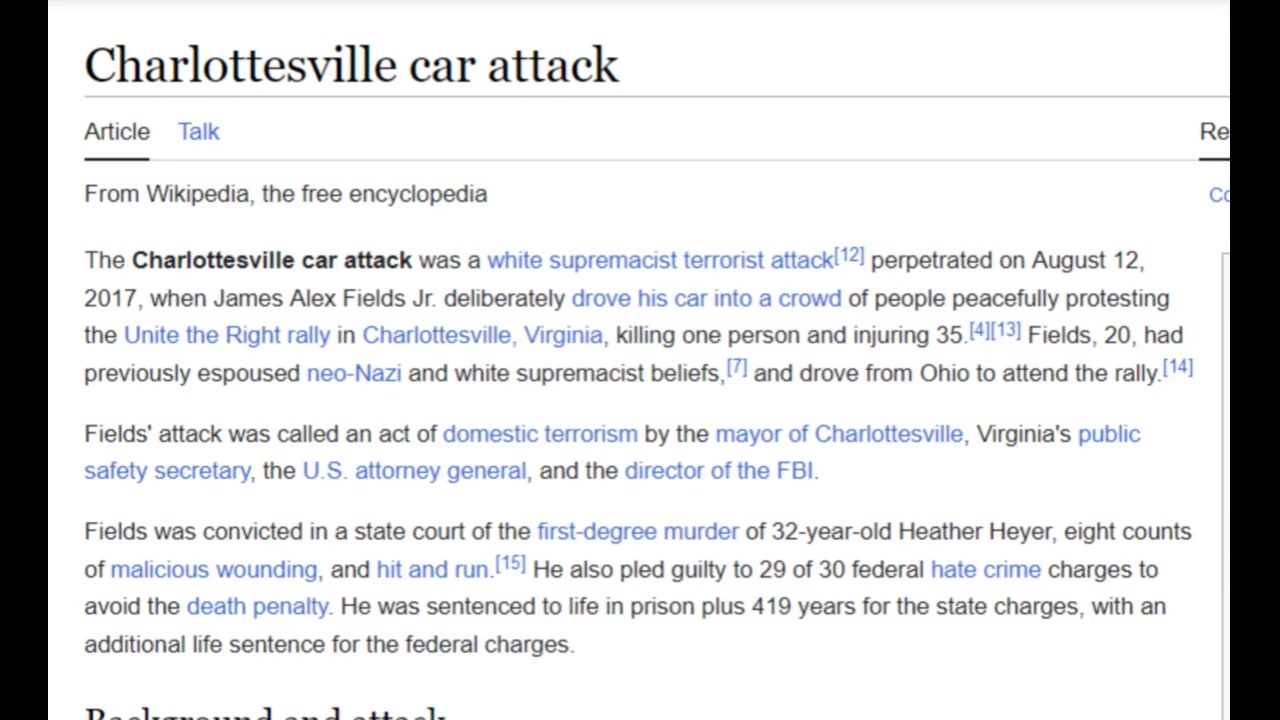 Charlottesville car attack
Article Talk Re
From Wikipedia, the free encyclopedia Co
The Charlottesville car attack was a white supremacist terrorist attack[12] perpetrated on August 12,
2017, when James Alex Fields Jr. deliberately drove his car into a crowd of people peacefully protesting
the Unite the Right rally in Charlottesville, Virginia, killing one person and injuring 35.[4][13] Fields, 20, had
previously espoused neo-Nazi and white supremacist beliefs,[7] and drove from Ohio to attend the rally.[14]
Fields' attack was called an act of domestic terrorism by the mayor of Charlottesville, Virginia's public
safety secretary, the U.S. attorney general, and the director of the FBI.
Fields was convicted in a state court of the first-degree murder of 32-year-old Heather Heyer, eight counts
of malicious wounding, and hit and run.[15] He also pled guilty to 29 of 30 federal hate crime charges to
avoid the death penalty. He was sentenced to life in prison plus 419 years for the state charges, with an
additional life sentence for the federal charges.
Background and attack